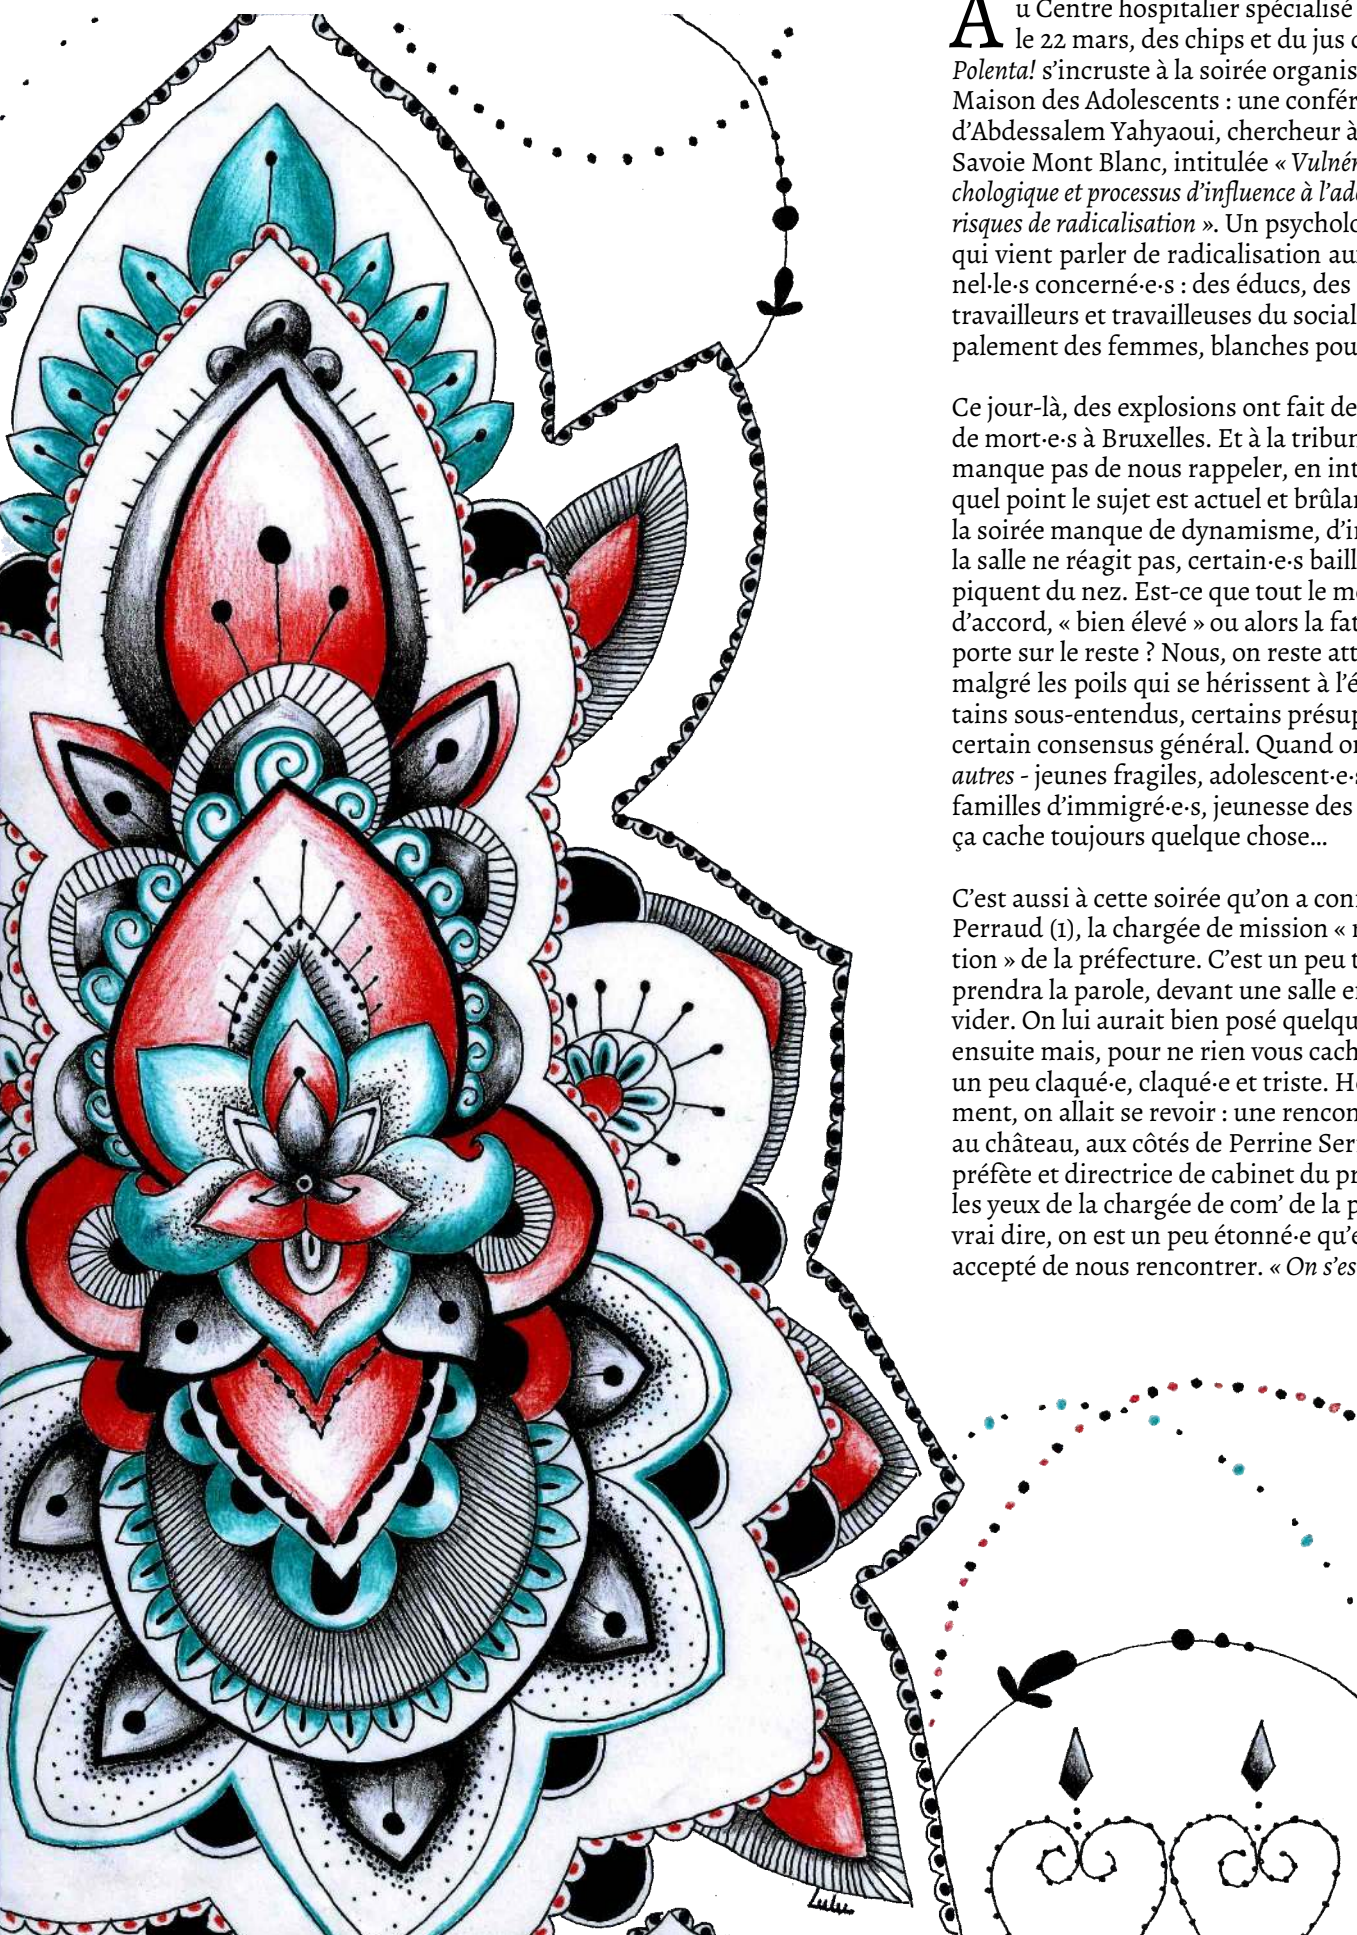 Au Centre hospitalier spécialisé
le 22 mars, des chips et du jus
Polenta! s’incruste à la soirée organis
Maison des Adolescents : une confér
d’Abdessalem Yahyaoui, chercheur à
Savoie Mont Blanc, intitulée « Vulnér
chologique et processus d’influence à l’ad
risques de radicalisation ». Un psycholo
qui vient parler de radicalisation au
nel·le·s concerné·e·s : des éducs, des
travailleurs et travailleuses du social
palement des femmes, blanches pou
Ce jour-là, des explosions ont fait de
de mort·e·s à Bruxelles. Et à la tribun
manque pas de nous rappeler, en int
quel point le sujet est actuel et brûlan
la soirée manque de dynamisme, d’in
la salle ne réagit pas, certain·e·s baill
piquent du nez. Est-ce que tout le m
d’accord, « bien élevé » ou alors la fat
porte sur le reste ? Nous, on reste att
malgré les poils qui se hérissent à l’é
tains sous-entendus, certains présup
certain consensus général. Quand on
autres - jeunes fragiles, adolescent·e·s
familles d’immigré·e·s, jeunesse des
ça cache toujours quelque chose...
C’est aussi à cette soirée qu’on a con
Perraud (1), la chargée de mission « r
tion » de la préfecture. C’est un peu t
prendra la parole, devant une salle e
vider. On lui aurait bien posé quelqu
ensuite mais, pour ne rien vous cach
un peu claqué·e, claqué·e et triste. H
ment, on allait se revoir : une rencon
au château, aux côtés de Perrine Ser
préfète et directrice de cabinet du pr
les yeux de la chargée de com’ de la p
vrai dire, on est un peu étonné·e qu’e
accepté de nous rencontrer. « On s’es
Lulu